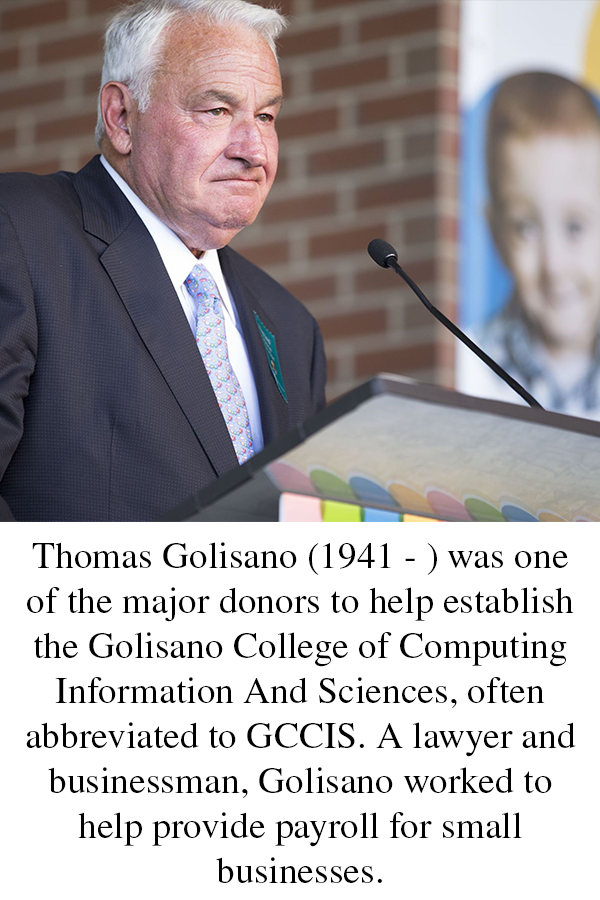 Thomas Golisano (1941 - ) was one
of the major donors to help establish
the Golisano College of Computing
Information And Sciences, often
abbreviated to GCCIS. A lawyer and
businessman, Golisano worked to
help provide payroll for small
businesses.